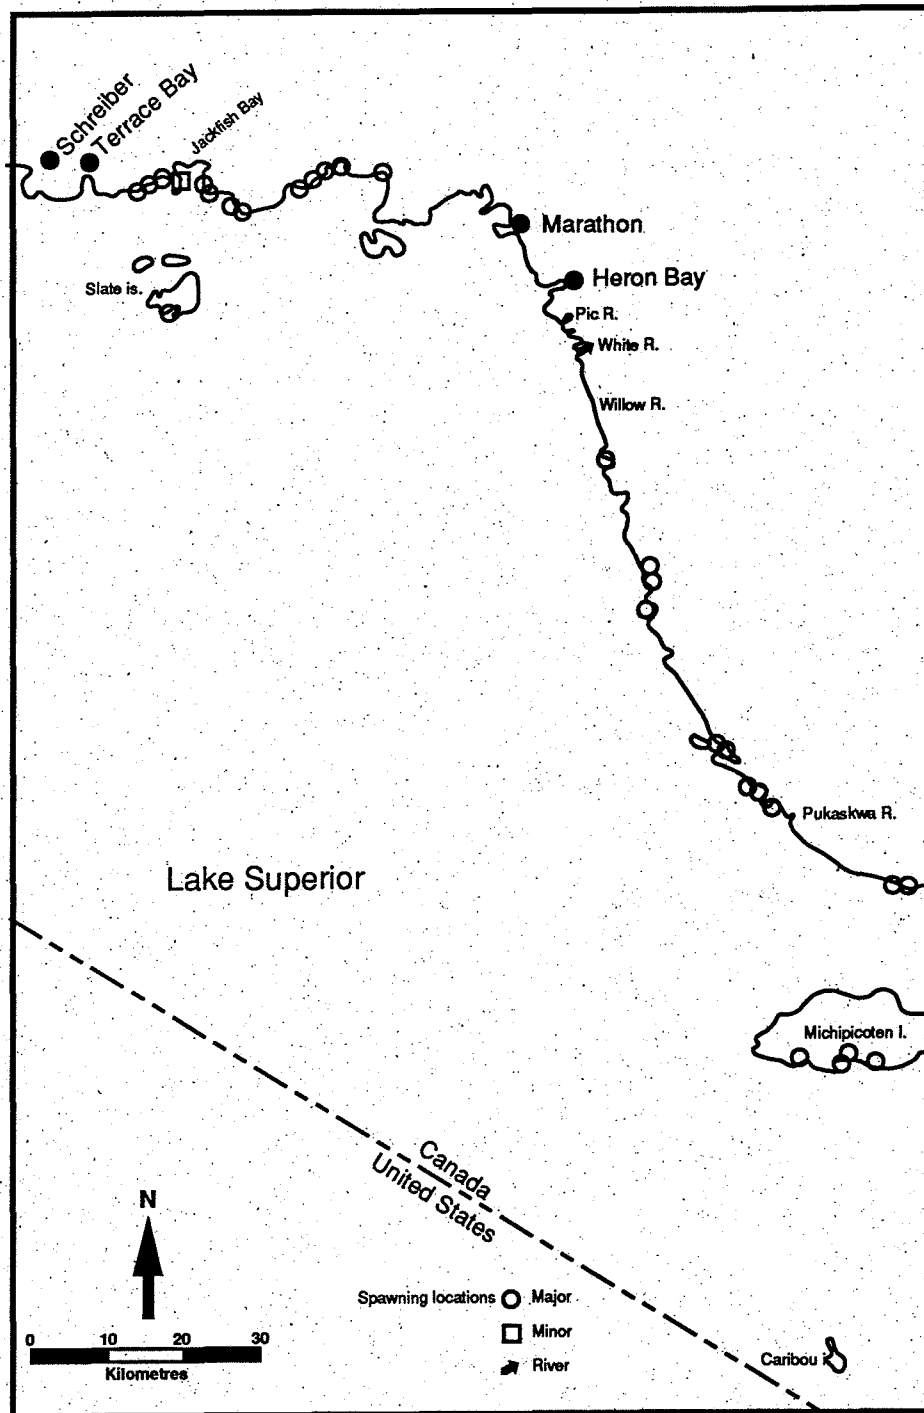 Schreiber
Terrace Bay
Jackfish Bay
Marathon
Heron Bay
Slate is.
Pic R.
White R.
Willow R.
Pukaskwa R.
Lake Superior
Michipicoten I.
Canada
United States
N
Spawning locations Major
Minor
River
0 10 20 30
Kilometres
Caribou i